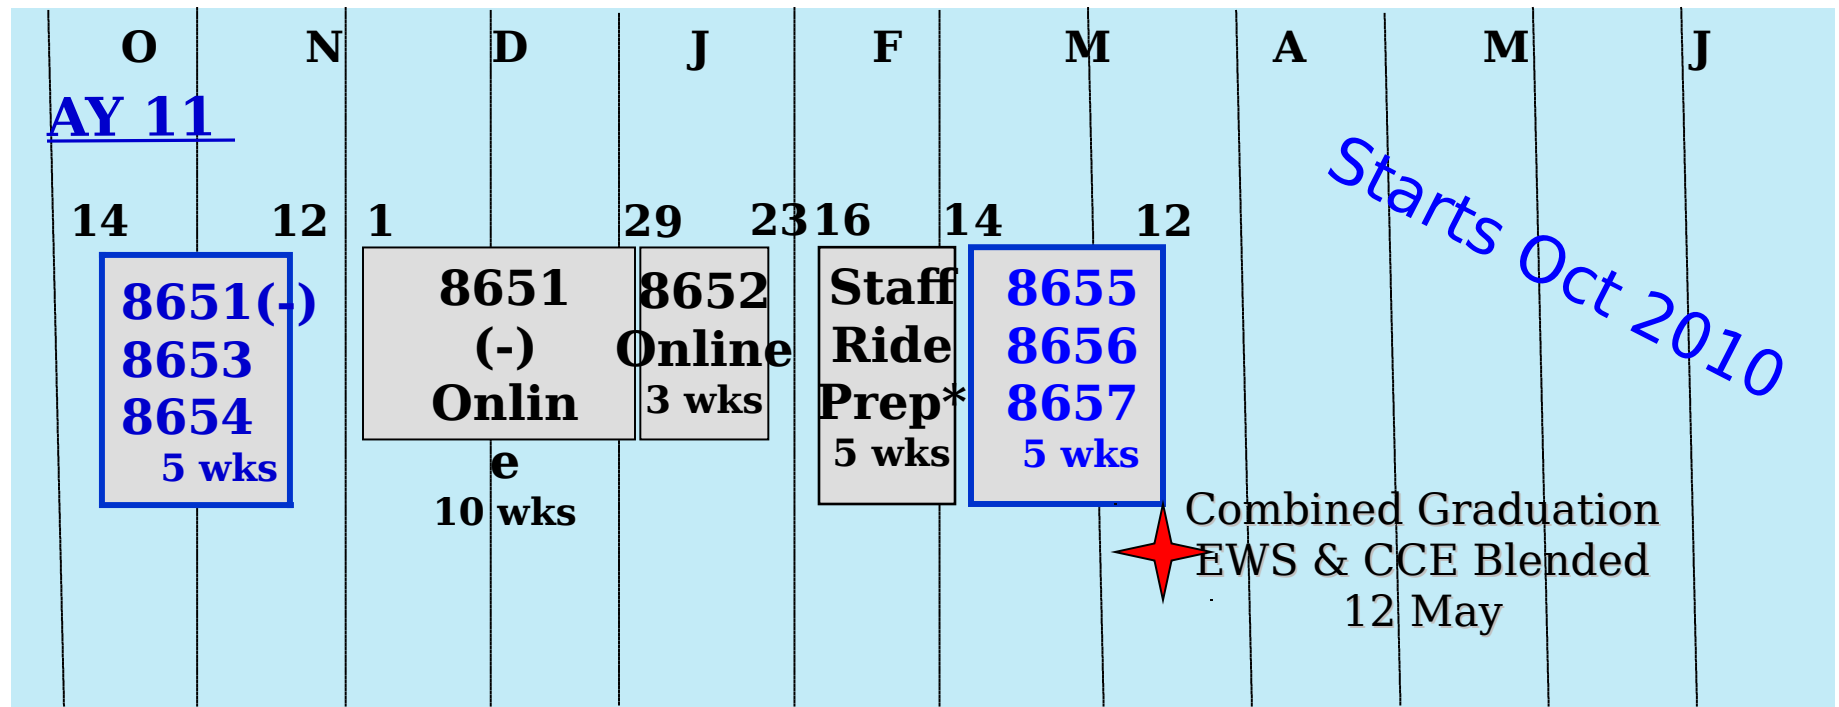 O N D J F M A M J
AY 11
14 12 1 29 23 16 14 12
8651(-)
8653
8654
5 wks
8651
(-)
Onlin
e
10 wks
8652
Online
3 wks
Staff
Ride
Prep*
5 wks
8655
8656
8657
5 wks
Starts Oct 2010
Combined Graduation
EWS & CCE Blended
12 May